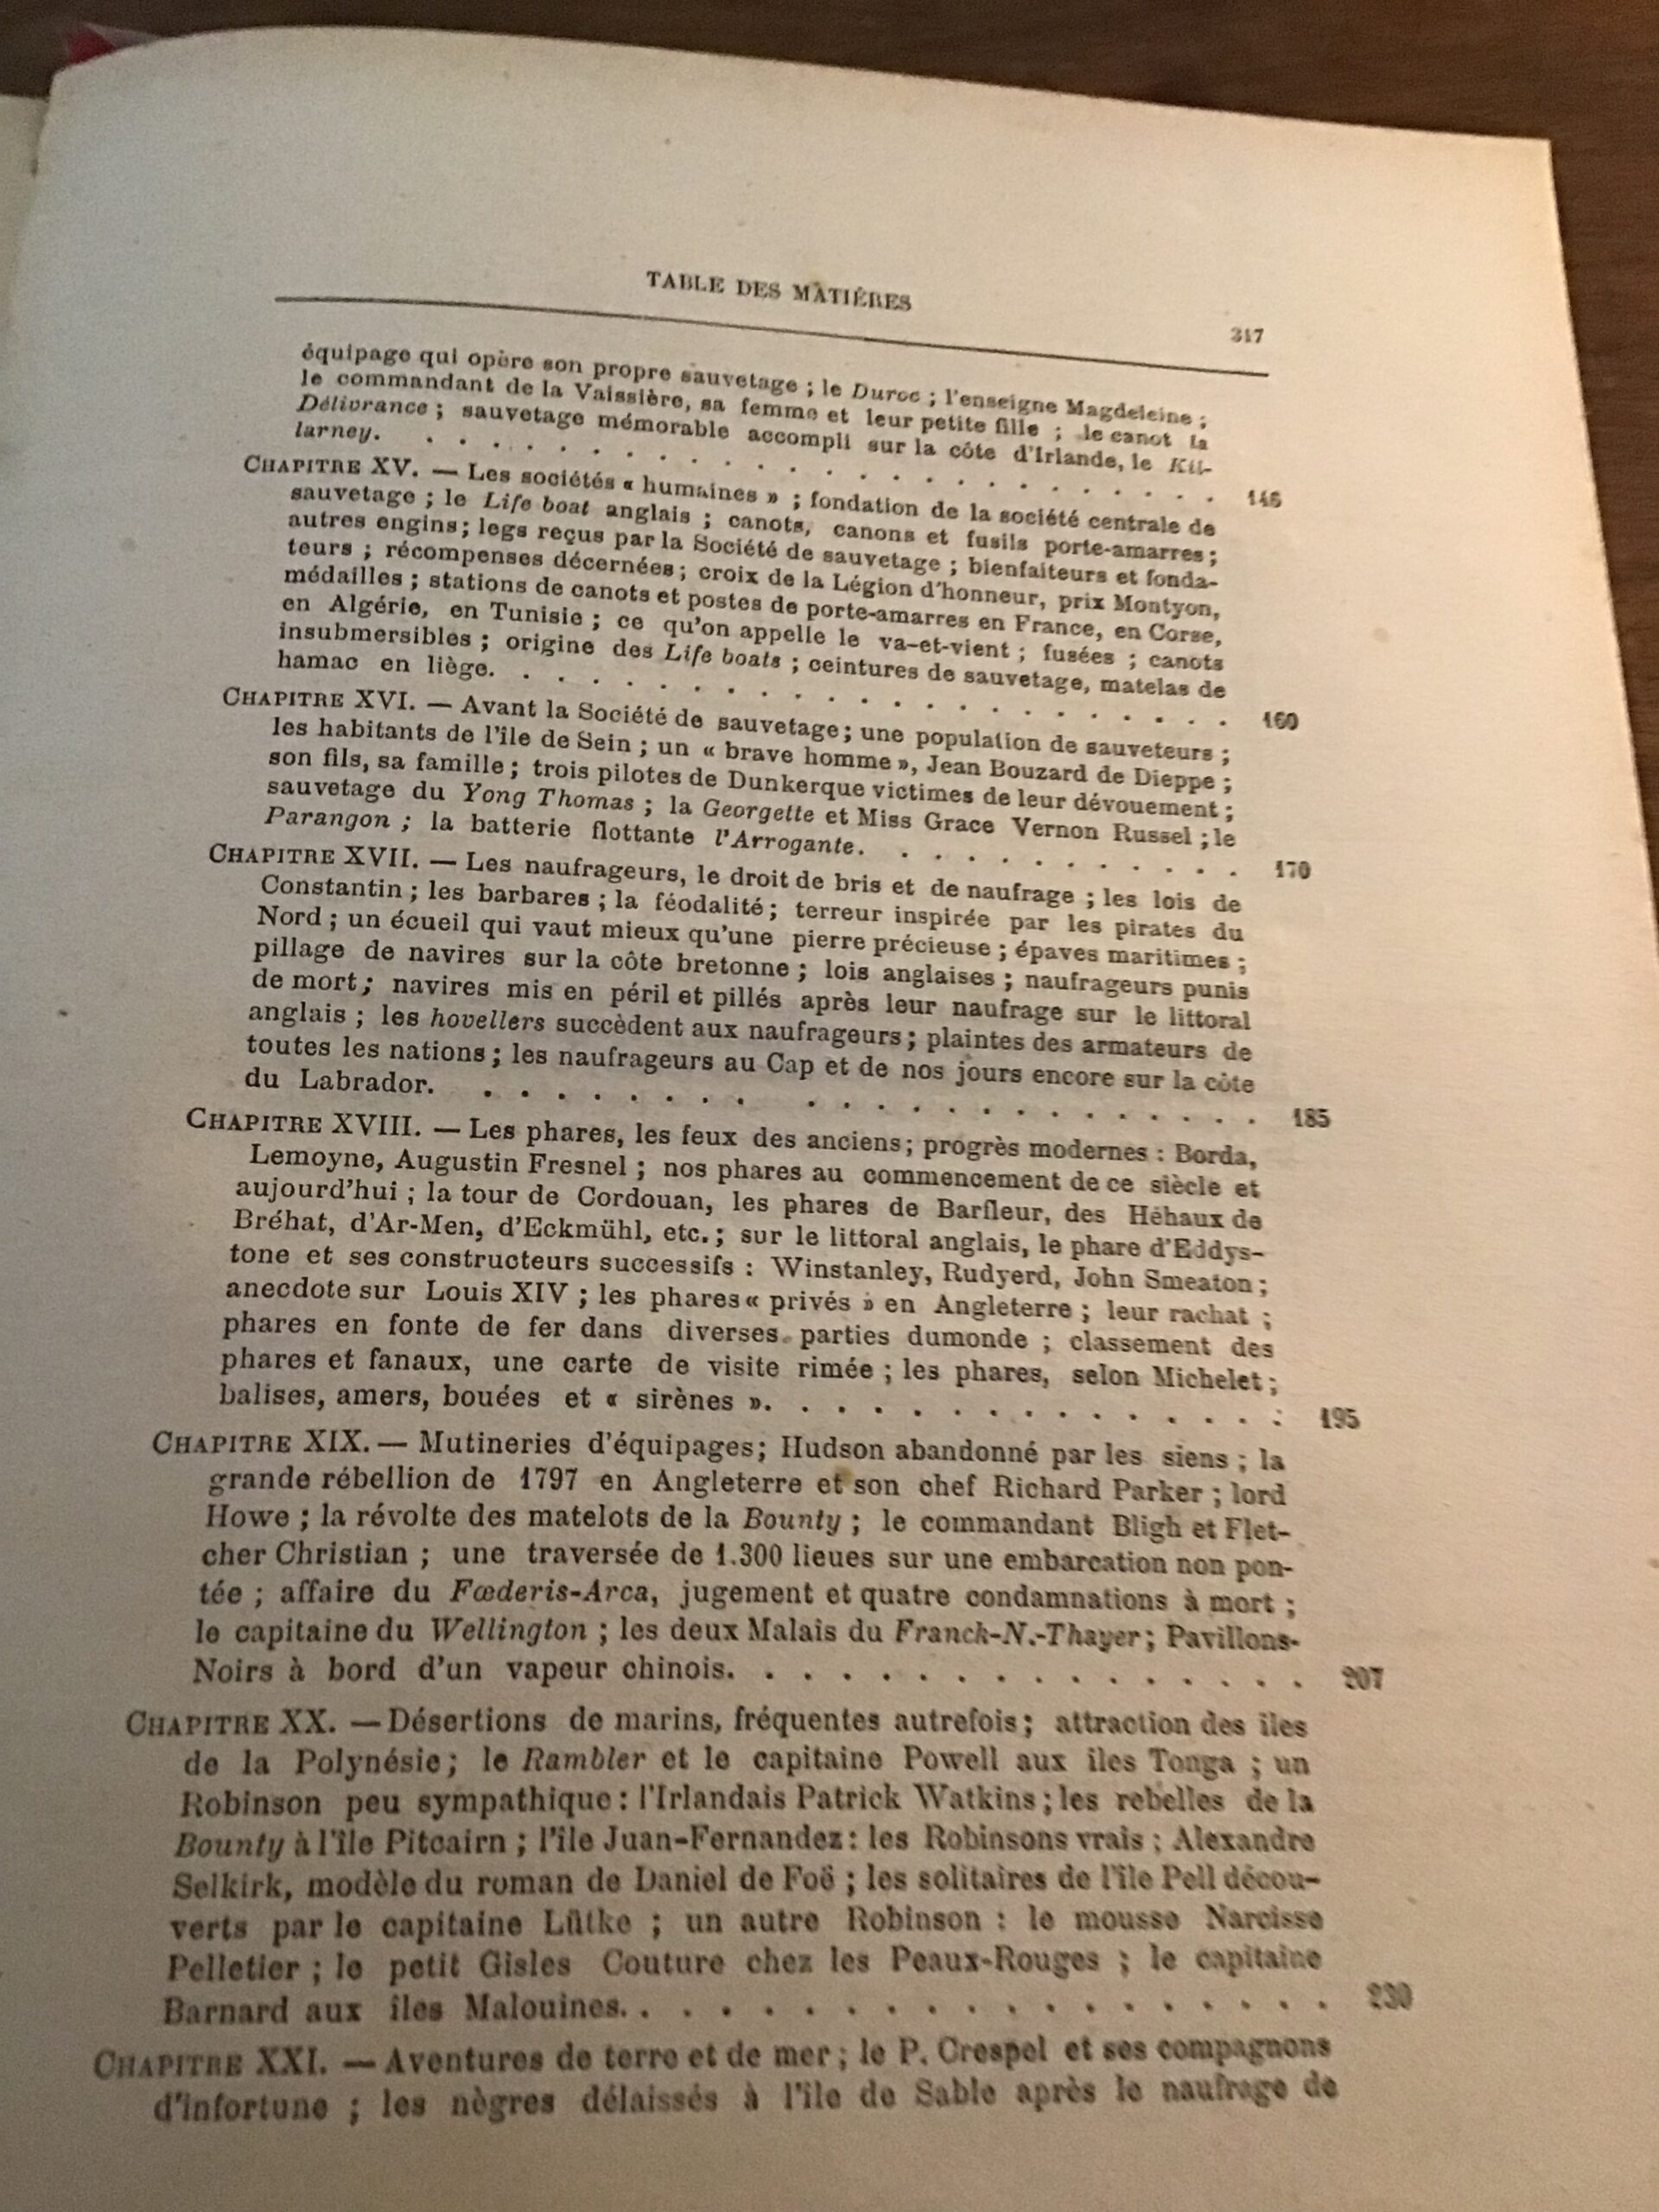 TABLE DES MATIÈRES
317
équipage qui opère son propre sauvetage ; le Duroc ; l'enseigne Magdeleine ;
le commandant de la Vaissière, sa femme et leur petite fille ; le canot la
Délivrance ; sauvetage mémorable accompli sur la côte d'Irlande, le Kil-
larney. . . . . . . . . . . . . . . . . . . . . . . . . 146
CHAPITRE XV. — Les sociétés « humaines » ; fondation de la société centrale de
sauvetage ; le Life boat anglais ; canots, canons et fusils porte-amarres ;
autres engins ; legs reçus par la Société de sauvetage ; bienfaiteurs et fonda-
teurs ; récompenses décernées ; croix de la Légion d'honneur, prix Montyon,
médailles ; stations de canots et postes de porte-amarres en France, en Corse,
en Algérie, en Tunisie ; ce qu'on appelle le va-et-vient ; fusées ; canots
insubmersibles ; origine des Life boats ; ceintures de sauvetage, matelas de
hamac en liège. . . . . . . . . . . . . . . . . . . . . . 160
CHAPITRE XVI. — Avant la Société de sauvetage ; une population de sauveteurs ;
les habitants de l'île de Sein ; un « brave homme », Jean Bouzard de Dieppe ;
son fils, sa famille ; trois pilotes de Dunkerque victimes de leur dévouement ;
sauvetage du Yong Thomas ; la Georgette et Miss Grace Vernon Russel ; le
Parangon ; la batterie flottante l'Arrogante. . . . . . . . . . . . 170
CHAPITRE XVII. — Les naufrageurs, le droit de bris et de naufrage ; les lois de
Constantin ; les barbares ; la féodalité ; terreur inspirée par les pirates du
Nord ; un écueil qui vaut mieux qu'une pierre précieuse ; épaves maritimes ;
pillage de navires sur la côte bretonne ; lois anglaises ; naufrageurs punis
de mort ; navires mis en péril et pillés après leur naufrage sur le littoral
anglais ; les hovellers succèdent aux naufrageurs ; plaintes des armateurs de
toutes les nations ; les naufrageurs au Cap et de nos jours encore sur la côte
du Labrador. . . . . . . . . . . . . . . . . . . . . . . 185
CHAPITRE XVIII. — Les phares, les feux des anciens ; progrès modernes : Borda,
Lemoyne, Augustin Fresnel ; nos phares au commencement de ce siècle et
aujourd'hui ; la tour de Cordouan, les phares de Barfleur, des Héhaux de
Bréhat, d'Ar-Men, d'Eckmühl, etc. ; sur le littoral anglais, le phare d'Eddys-
tone et ses constructeurs successifs : Winstanley, Rudyerd, John Smeaton ;
anecdote sur Louis XIV ; les phares « privés » en Angleterre ; leur rachat ;
phares en fonte de fer dans diverses parties dumonde ; classement des
phares et fanaux, une carte de visite rimée ; les phares, selon Michelet ;
balises, amers, bouées et « sirènes ». . . . . . . . . . . . . . . 195
CHAPITRE XIX. — Mutineries d'équipages ; Hudson abandonné par les siens ; la
grande rébellion de 1797 en Angleterre et son chef Richard Parker ; lord
Howe ; la révolte des matelots de la Bounty ; le commandant Bligh et Flet-
cher Christian ; une traversée de 1.300 lieues sur une embarcation non pon-
tée ; affaire du Fœderis-Arca, jugement et quatre condamnations à mort ;
le capitaine du Wellington ; les deux Malais du Franck-N.-Thayer ; Pavillons-
Noirs à bord d'un vapeur chinois. . . . . . . . . . . . . . . . 207
CHAPITRE XX. — Désertions de marins, fréquentes autrefois ; attraction des îles
de la Polynésie ; le Rambler et le capitaine Powell aux îles Tonga ; un
Robinson peu sympathique : l'Irlandais Patrick Watkins ; les rebelles de la
Bounty à l'île Pitcairn ; l'île Juan-Fernandez : les Robinsons vrais ; Alexandre
Selkirk, modèle du roman de Daniel de Foë ; les solitaires de l'île Pell décou-
verts par le capitaine Lütke ; un autre Robinson : le mousse Narcisse
Pelletier ; le petit Gisles Couture chez les Peaux-Rouges ; le capitaine
Barnard aux îles Malouines. . . . . . . . . . . . . . . . . . . 230
CHAPITRE XXI. — Aventures de terre et de mer ; le P. Crespel et ses compagnons
d'infortune ; les nègres délaissés à l'île de Sable après le naufrage de